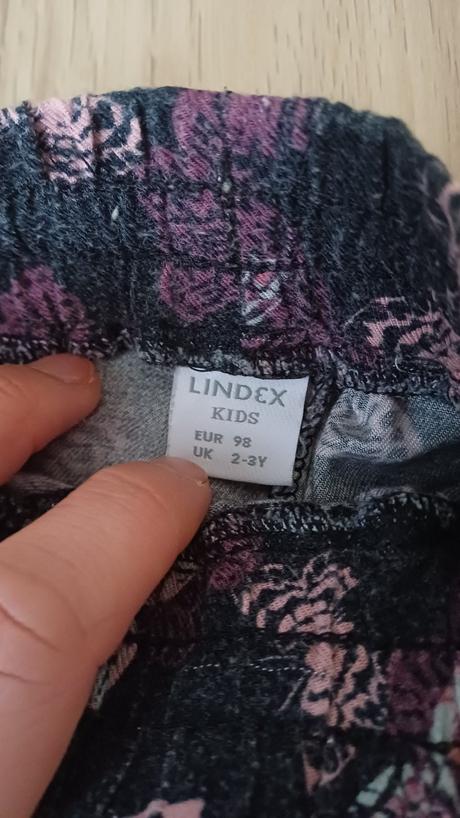 LINDEX
KIDS
EUR 98
UK 2-3Y